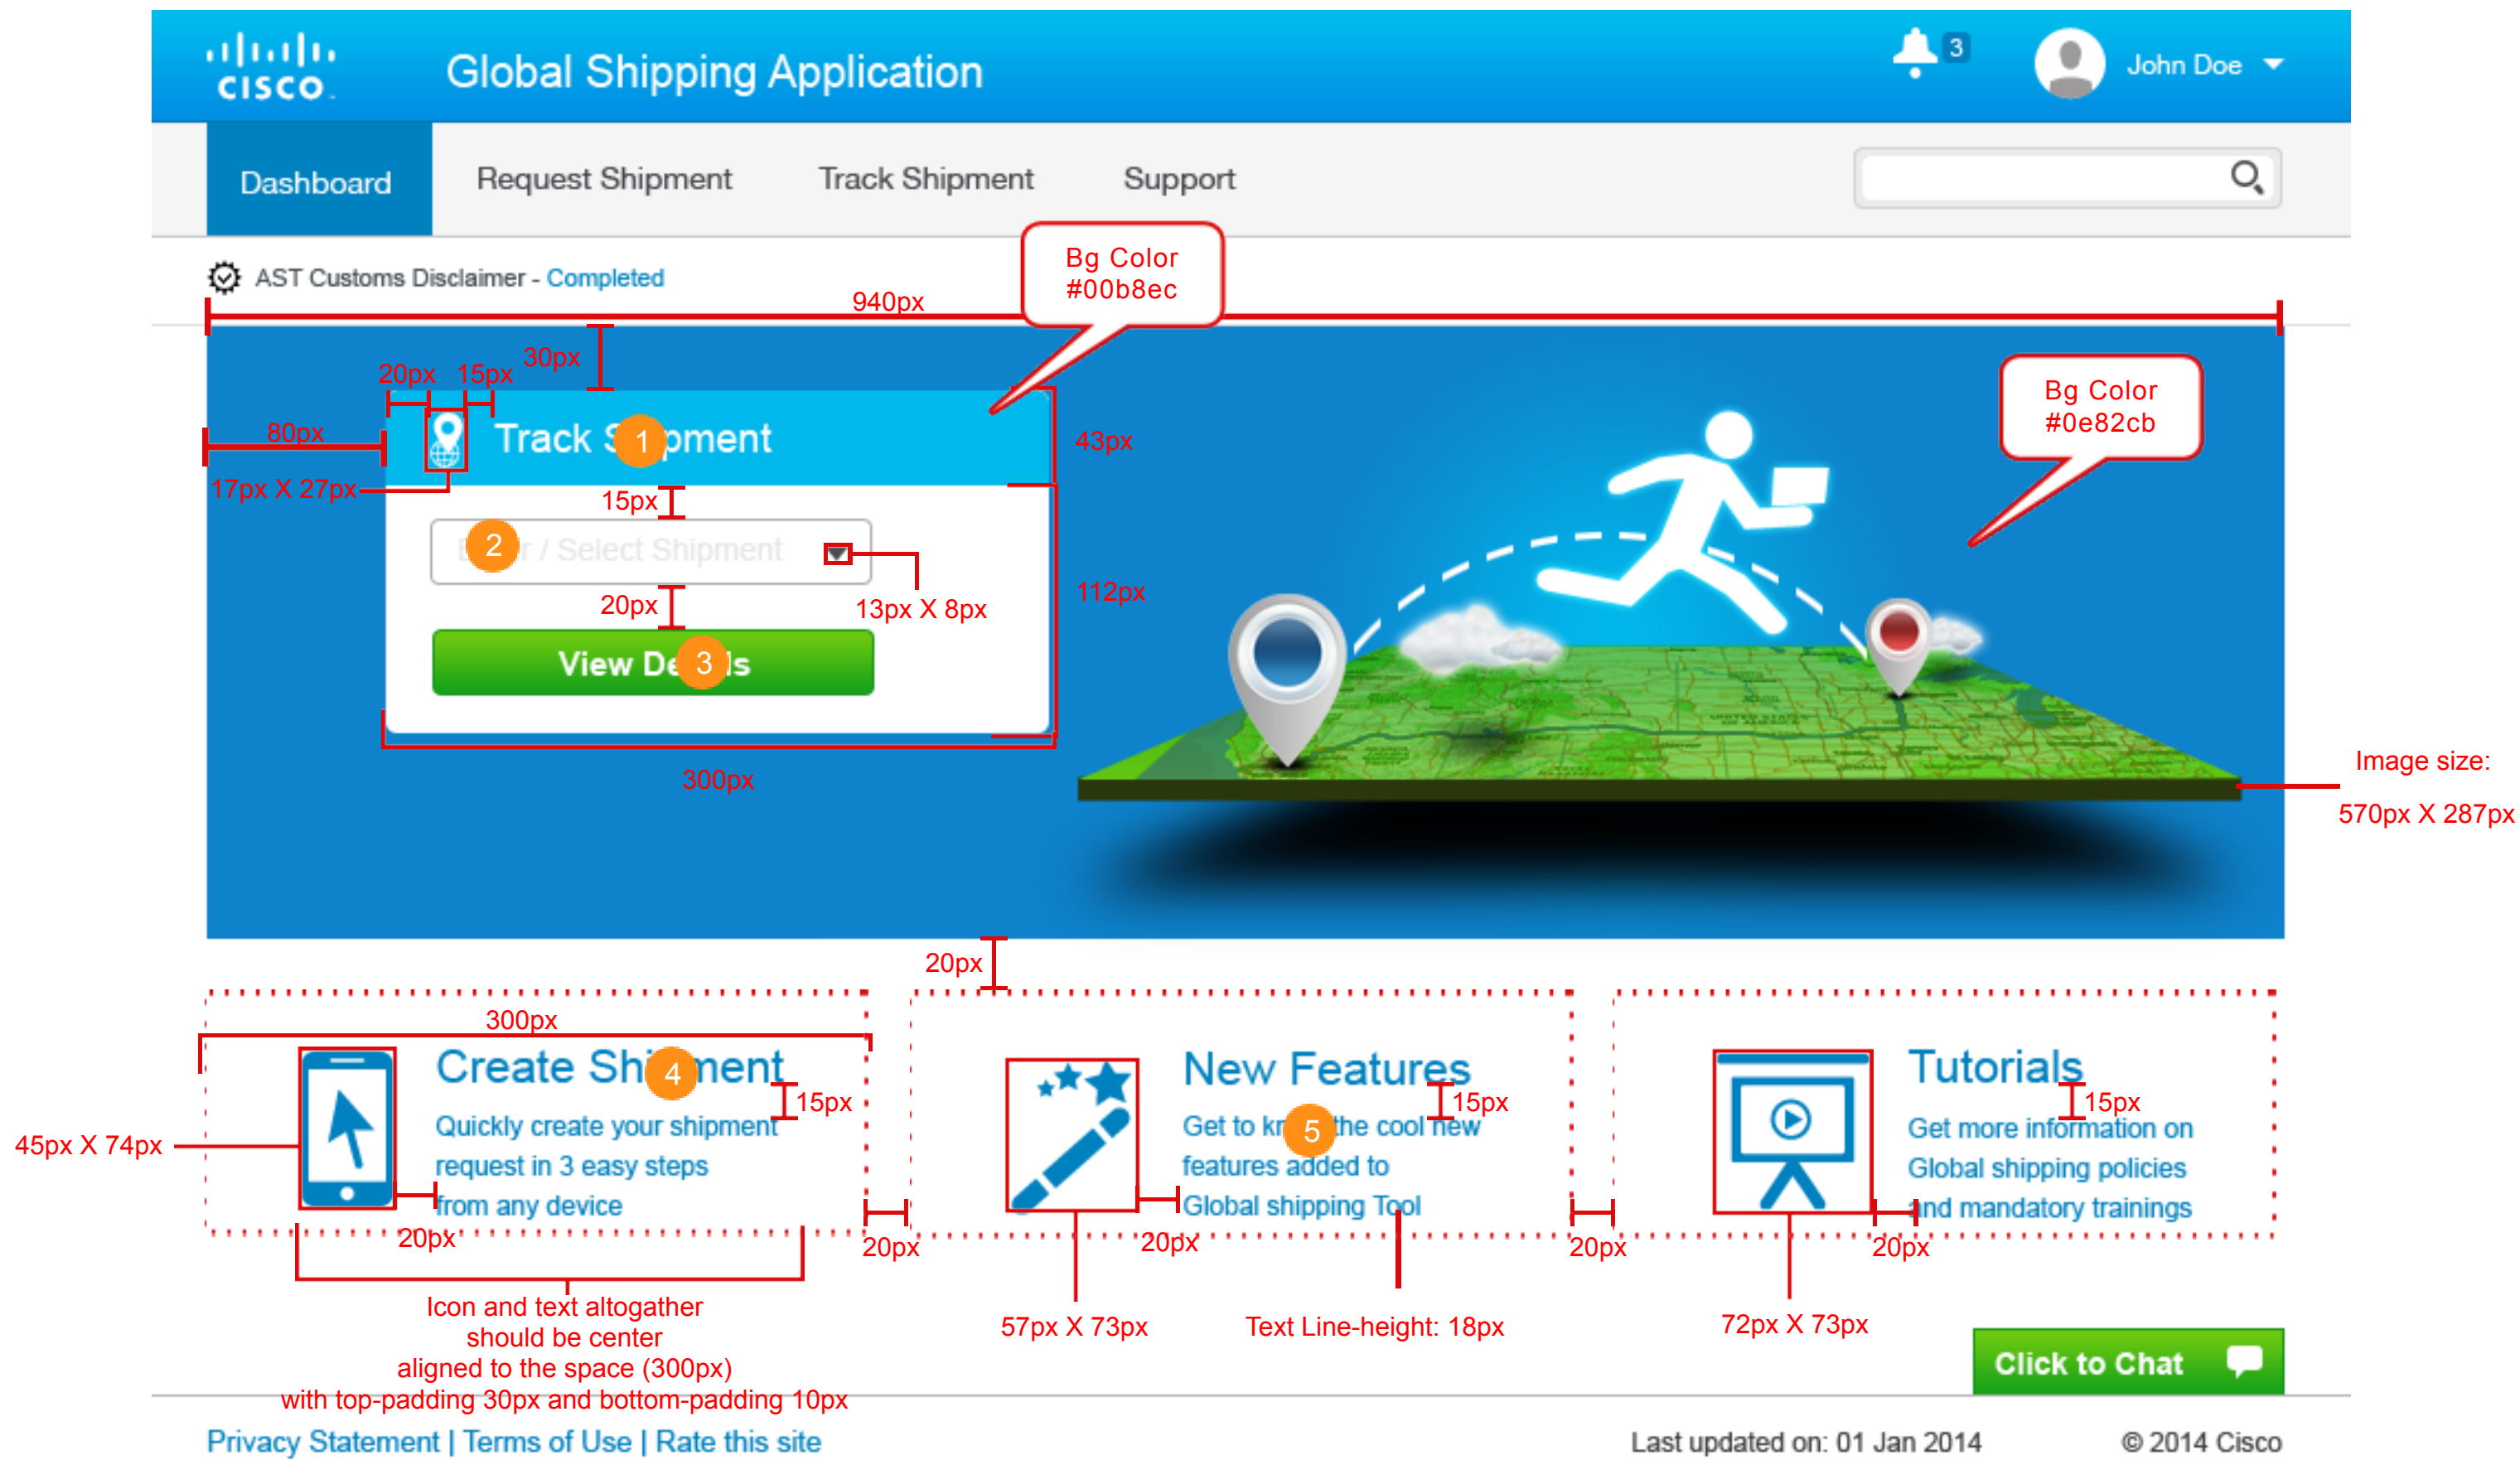 CISCO
Global Shipping Application
3
John Doe
Dashboard
Request Shipment
Track Shipment
Support
AST Customs Disclaimer - Completed
Bg Color
#00b8ec
940px
30px
20px
15px
Bg Color
#0e82cb
80px
Track S 1 pment
43px
17px X 27px
15px
2 r / Select Shipment
20px
13px X 8px
112px
View De 3 ls
300px
Image size:
570px X 287px
20px
300px
Create Sh 4 ment
15px
Quickly create your shipment
request in 3 easy steps
from any device
45px X 74px
20px
20px
New Features
15px
Get to kn 5 the cool new
features added to
Global shipping Tool
20px
20px
Tutorials
15px
Get more information on
Global shipping policies
and mandatory trainings
20px
Icon and text altogather
should be center
aligned to the space (300px)
with top-padding 30px and bottom-padding 10px
57px X 73px
Text Line-height: 18px
72px X 73px
Click to Chat
Privacy Statement | Terms of Use | Rate this site
Last updated on: 01 Jan 2014
© 2014 Cisco